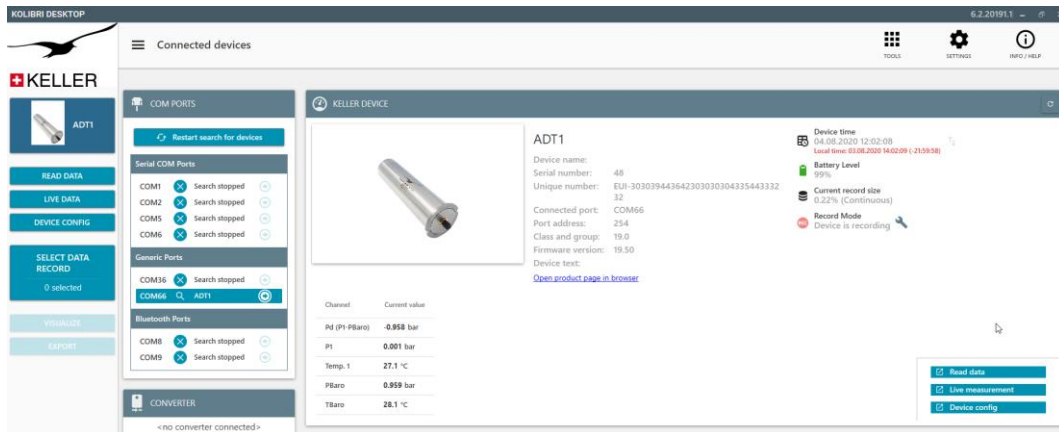 KOLIBRI DESKTOP
6.2.20191.1
KELLER
Connected devices
TOOLS
SETTINGS
INFO / HELP
ADT1
READ DATA
LIVE DATA
DEVICE CONFIG
SELECT DATA
RECORD
0 selected
VISUALIZE
EXPORT
COM PORTS
Restart search for devices
Serial COM Ports
COM1 Search stopped
COM2 Search stopped
COM5 Search stopped
COM6 Search stopped
Generic Ports
COM36 Search stopped
COM66 ADT1
Bluetooth Ports
COM8 Search stopped
COM9 Search stopped
CONVERTER
<no converter connected>
KELLER DEVICE
ADT1
Device name:
Serial number: 48
Unique number: EUI-303039443642303030304335443332
32
Connected port: COM66
Port address: 254
Class and group: 19.0
Firmware version: 19.50
Device text:
Open product page in browser
Device time
04.08.2020 12:02:08
Local time: 03.08.2020 14:02:09 (-21:59:58)
Battery Level
99%
Current record size
0.22% (Continuous)
Record Mode
Device is recording
Channel Current value
Pd (P1-PBaro) -0.958 bar
P1 0.001 bar
Temp. 1 27.1 °C
PBaro 0.959 bar
TBaro 28.1 °C
Read data
Live measurement
Device config